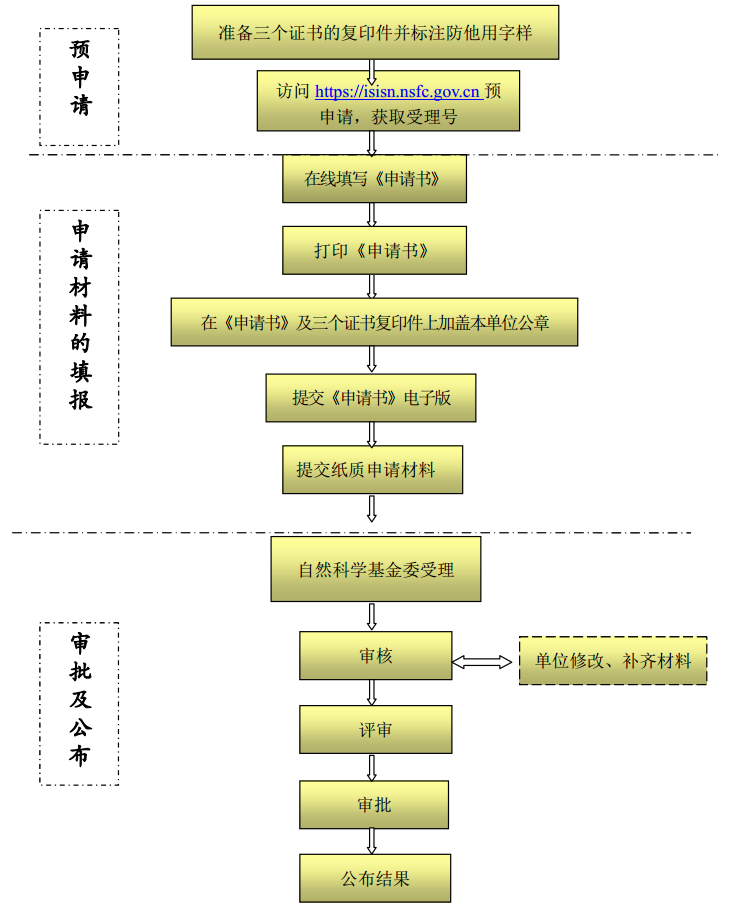 预申请
准备三个证书的复印件并标注防他用字样
访问 https://isisn.nsfc.gov.cn 预
申请，获取受理号
申请材料的填报
在线填写《申请书》
打印《申请书》
在《申请书》及三个证书复印件上加盖本单位公章
提交《申请书》电子版
提交纸质申请材料
审批及公布
自然科学基金委受理
审核
单位修改、补齐材料
评审
审批
公布结果